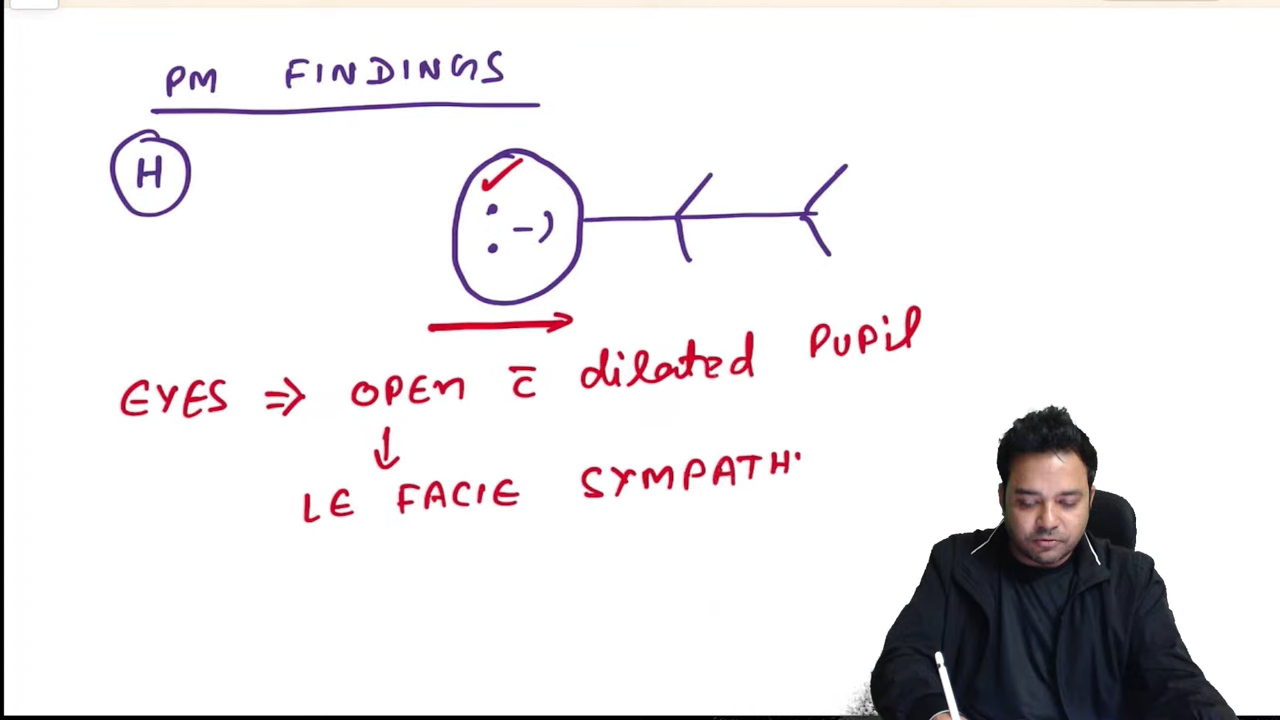 PM FINDINGS
H
EYES ⇒ OPEN c̄ dilated PUPil
↓
LE FACIE SYMPATH